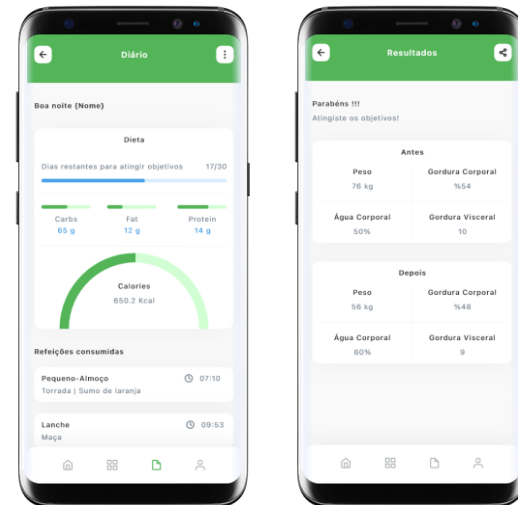 Diário
Boa noite {Nome}
Dieta
Dias restantes para atingir objetivos 17/30
Carbs Fat Protein
65 g 12 g 14 g
Calories
650.2 Kcal
Refeições consumidas
Pequeno-Almoço 07:10
Torrada | Sumo de laranja
Lanche 09:53
Maça
Resultados
Parabéns !!!
Atingiste os objetivos!
Antes
Peso Gordura Corporal
76 kg %54
Água Corporal Gordura Visceral
50% 10
Depois
Peso Gordura Corporal
56 kg %48
Água Corporal Gordura Visceral
60% 9